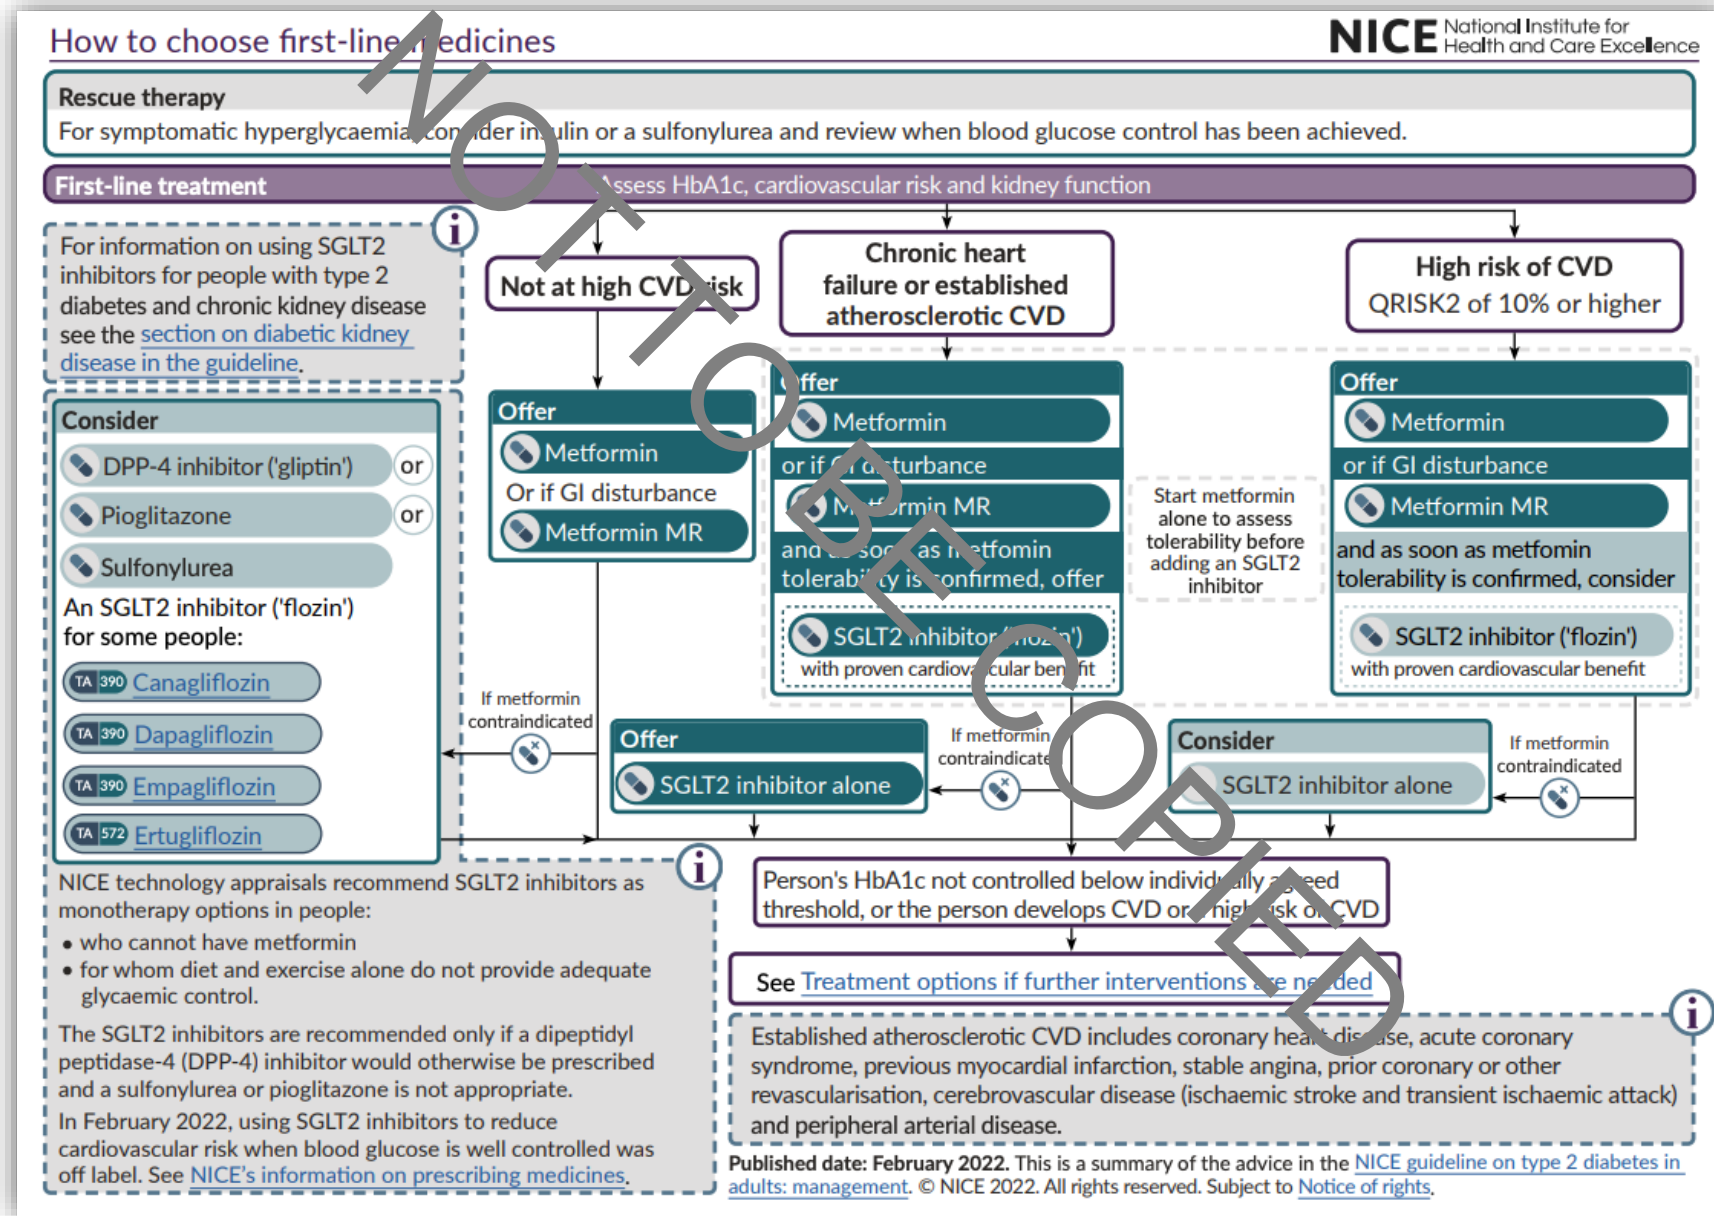 How to choose first-line medicines
NICE National Institute for
Health and Care Excellence
Rescue therapy
For symptomatic hyperglycaemia, consider insulin or a sulfonylurea and review when blood glucose control has been achieved.
First-line treatment
Assess HbA1c, cardiovascular risk and kidney function
i
For information on using SGLT2
inhibitors for people with type 2
diabetes and chronic kidney disease
see the section on diabetic kidney
disease in the guideline.
Not at high CVD risk
Chronic heart
failure or established
atherosclerotic CVD
High risk of CVD
QRISK2 of 10% or higher
Consider
DPP-4 inhibitor ('gliptin')
or
Pioglitazone
or
Sulfonylurea
An SGLT2 inhibitor ('flozin')
for some people:
TA 390 Canagliflozin
TA 390 Dapagliflozin
TA 390 Empagliflozin
TA 572 Ertugliflozin
Offer
Metformin
Or if GI disturbance
Metformin MR
If metformin
contraindicated
Offer
Metformin
or if GI disturbance
Metformin MR
and as soon as metfomin
tolerability is confirmed, offer
SGLT2 inhibitor ('flozin')
with proven cardiovascular benefit
Start metformin
alone to assess
tolerability before
adding an SGLT2
inhibitor
Offer
Metformin
or if GI disturbance
Metformin MR
and as soon as metfomin
tolerability is confirmed, consider
SGLT2 inhibitor ('flozin')
with proven cardiovascular benefit
Offer
SGLT2 inhibitor alone
If metformin
contraindicated
Consider
SGLT2 inhibitor alone
If metformin
contraindicated
i
NICE technology appraisals recommend SGLT2 inhibitors as
monotherapy options in people:
• who cannot have metformin
• for whom diet and exercise alone do not provide adequate
glycaemic control.
The SGLT2 inhibitors are recommended only if a dipeptidyl
peptidase-4 (DPP-4) inhibitor would otherwise be prescribed
and a sulfonylurea or pioglitazone is not appropriate.
In February 2022, using SGLT2 inhibitors to reduce
cardiovascular risk when blood glucose is well controlled was
off label. See NICE's information on prescribing medicines.
Person's HbA1c not controlled below individually agreed
threshold, or the person develops CVD or a high risk of CVD
See Treatment options if further interventions are needed
i
Established atherosclerotic CVD includes coronary heart disease, acute coronary
syndrome, previous myocardial infarction, stable angina, prior coronary or other
revascularisation, cerebrovascular disease (ischaemic stroke and transient ischaemic attack)
and peripheral arterial disease.
Published date: February 2022. This is a summary of the advice in the NICE guideline on type 2 diabetes in
adults: management. © NICE 2022. All rights reserved. Subject to Notice of rights.
NOT TO BE COPIED